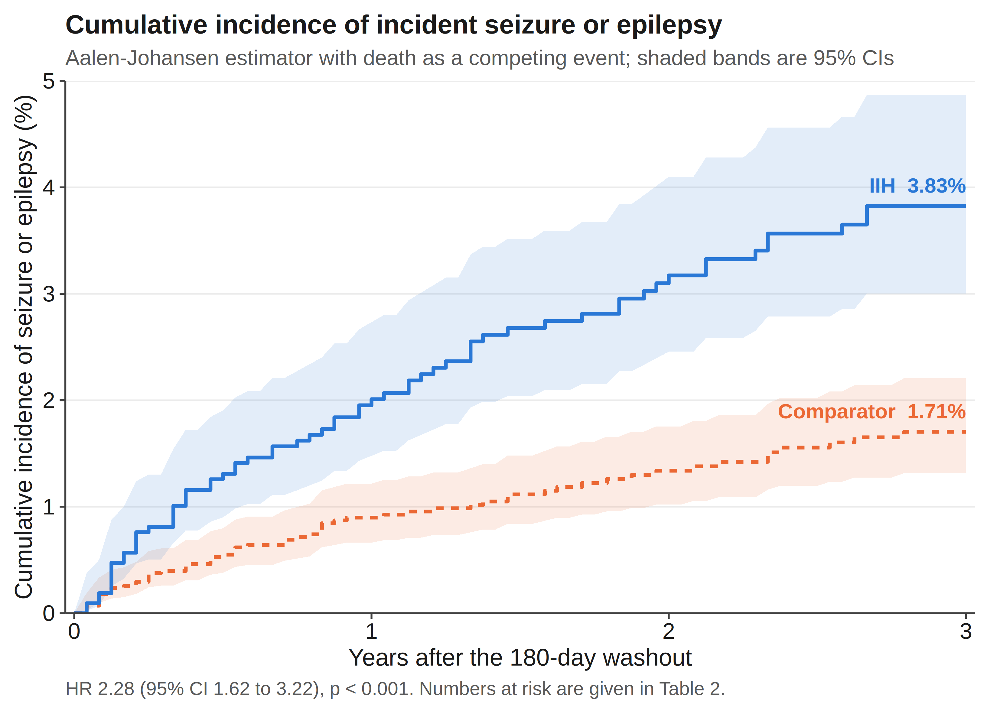 Cumulative incidence of incident seizure or epilepsy
Aalen-Johansen estimator with death as a competing event; shaded bands are 95% CIs
Cumulative incidence of seizure or epilepsy (%)
5
4
3
2
1
0
IIH 3.83%
Comparator 1.71%
0 1 2 3
Years after the 180-day washout
HR 2.28 (95% CI 1.62 to 3.22), p < 0.001. Numbers at risk are given in Table 2.